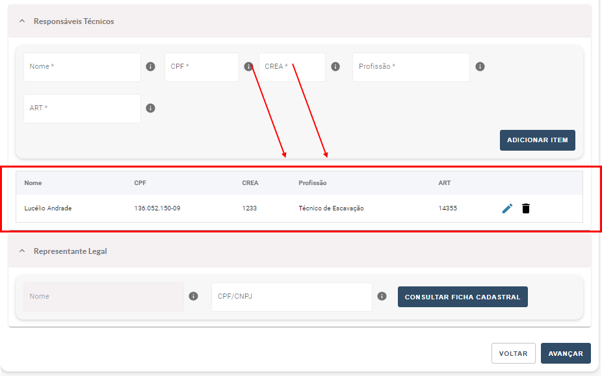 Responsáveis Técnicos
Nome * CPF * CREA * Profissão *
ART *
ADICIONAR ITEM
Nome CPF CREA Profissão ART
Lucélio Andrade 136.052.150-09 1233 Técnico de Escavação 14355
Representante Legal
Nome CPF/CNPJ CONSULTAR FICHA CADASTRAL
VOLTAR AVANÇAR